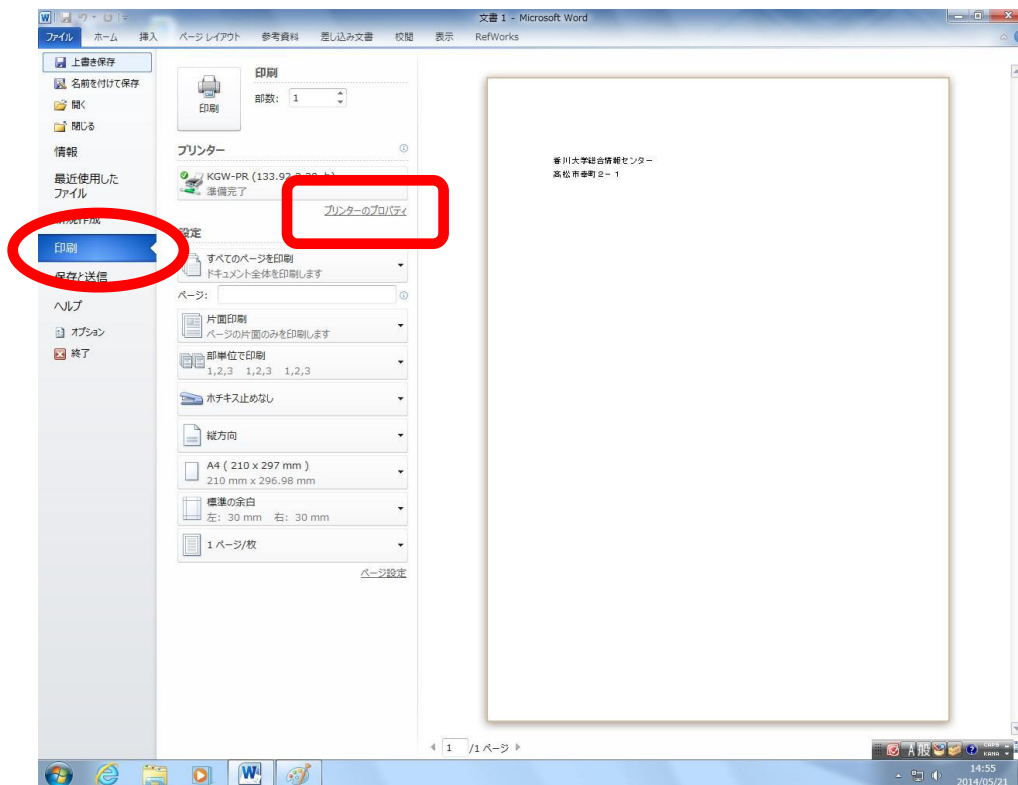 文書 1 - Microsoft Word
ファイル ホーム 挿入 ページ レイアウト 参考資料 差し込み文書 校閲 表示 RefWorks
上書き保存
名前を付けて保存
開く
閉じる
情報
最近使用した
ファイル
印刷
保存と送信
ヘルプ
オプション
終了
印刷
印刷
部数: 1
プリンター
KGW-PR (133.92
準備完了
プリンターのプロパティ
設定
すべてのページを印刷
ドキュメント全体を印刷します
ページ:
片面印刷
ページの片面のみを印刷します
部単位で印刷
1,2,3 1,2,3 1,2,3
ホチキス止めなし
縦方向
A4 ( 210 x 297 mm )
210 mm x 296.98 mm
標準の余白
左: 30 mm 右: 30 mm
1 ページ/枚
ページ設定
香川大学総合情報センター
高松市幸町2-1
1 /1 ページ
A 般 CAPS
KANA
14:55
2014/05/21